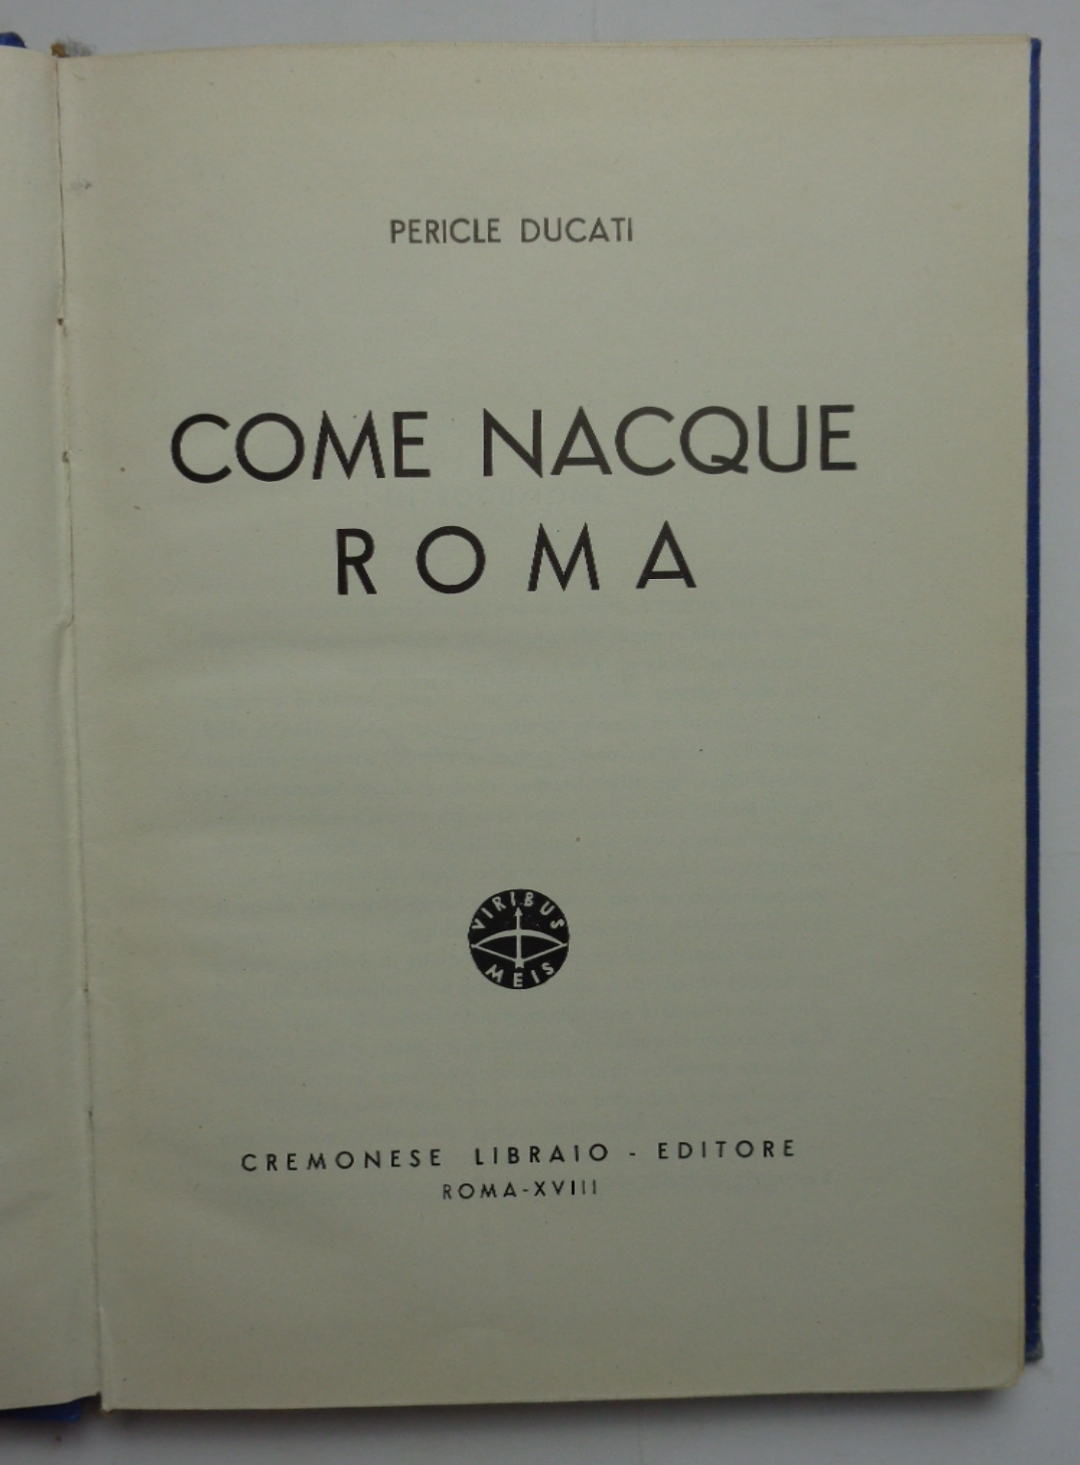 PERICLE DUCATI
COME NACQUE
ROMA
VIRIBUS
MEIS
CREMONESE LIBRAIO - EDITORE
ROMA-XVIII